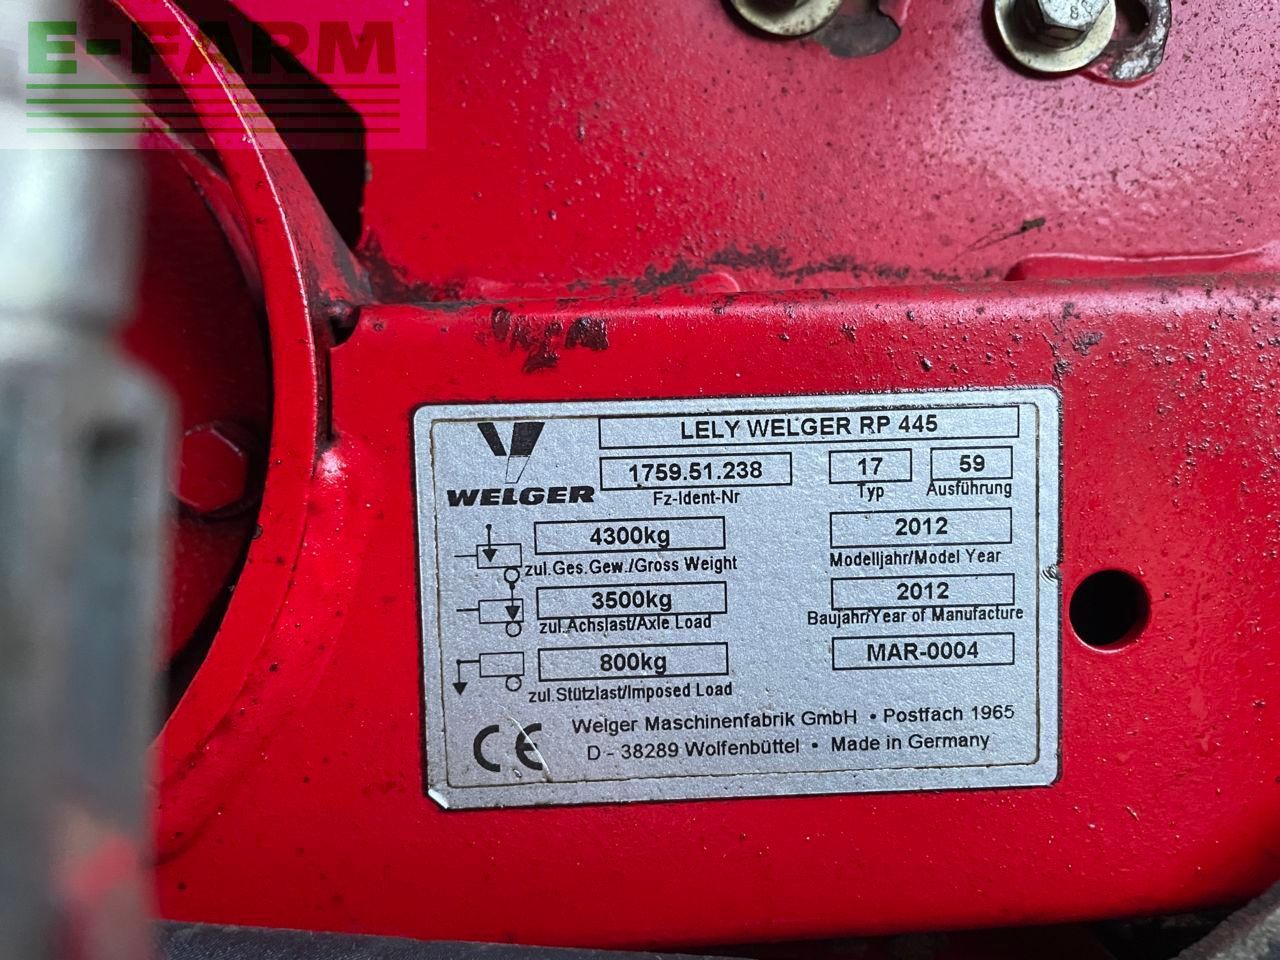 E-FARM
LELY WELGER RP 445
WELGER
1759.51.238
Fz-Ident-Nr
17
Typ
59
Ausführung
4300kg
zul.Ges.Gew./Gross Weight
2012
Modelljahr/Model Year
3500kg
zul.Achslast/Axle Load
2012
Baujahr/Year of Manufacture
800kg
zul.Stützlast/Imposed Load
MAR-0004
CE
Welger Maschinenfabrik GmbH • Postfach 1965
D - 38289 Wolfenbüttel • Made in Germany